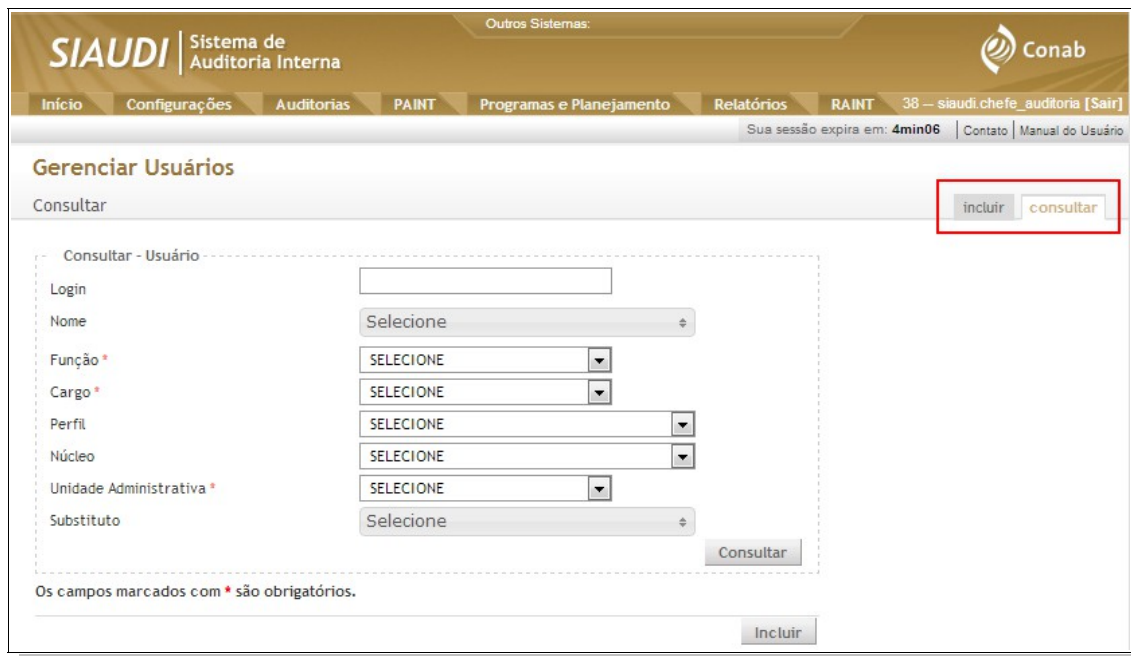 Outros Sistemas:
SIAUDI Sistema de Auditoria Interna
Conab
Início Configurações Auditorias PAINT Programas e Planejamento Relatórios RAINT 38 – siaudi.chefe_auditoria [Sair]
Sua sessão expira em: 4min06 | Contato | Manual do Usuário
Gerenciar Usuários
Consultar incluir consultar
Consultar - Usuário
Login
Nome Selecione
Função * SELECIONE
Cargo * SELECIONE
Perfil SELECIONE
Núcleo SELECIONE
Unidade Administrativa * SELECIONE
Substituto Selecione
Consultar
Os campos marcados com * são obrigatórios.
Incluir